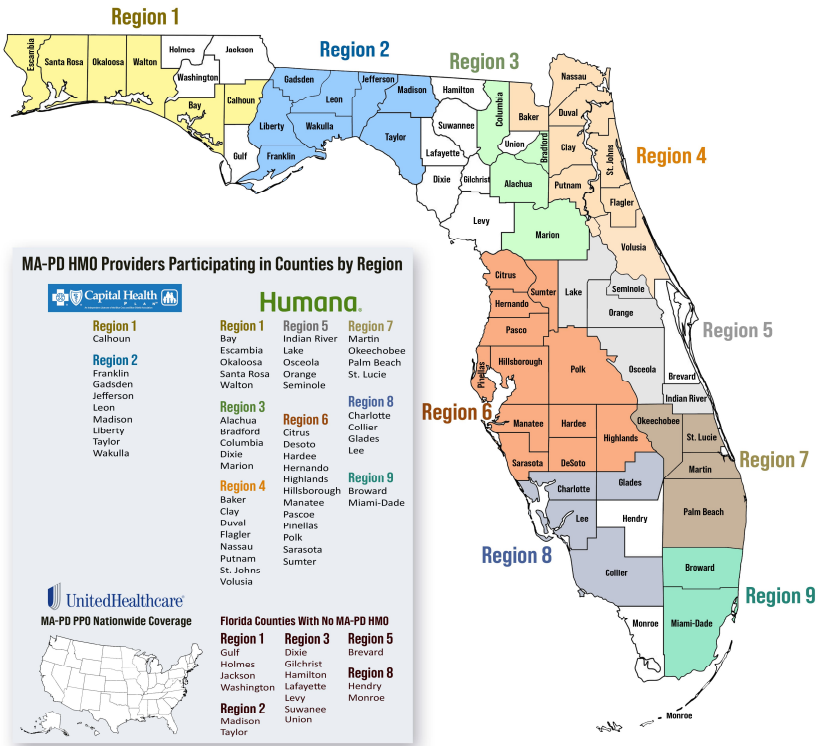 Region 1
Region 2
Region 3
Region 4
Region 5
Region 6
Region 7
Region 8
Region 9
Escambia
Santa Rosa
Okaloosa
Walton
Holmes
Jackson
Washington
Bay
Calhoun
Gulf
Gadsden
Leon
Jefferson
Madison
Liberty
Wakulla
Franklin
Taylor
Hamilton
Suwannee
Lafayette
Dixie
Gilchrist
Levy
Columbia
Union
Bradford
Alachua
Marion
Baker
Nassau
Duval
Clay
St. Johns
Putnam
Flagler
Volusia
Citrus
Sumter
Lake
Seminole
Orange
Hernando
Pasco
Hillsborough
Pinellas
Polk
Osceola
Brevard
Indian River
Manatee
Hardee
Highlands
Okeechobee
St. Lucie
Sarasota
DeSoto
Martin
Charlotte
Glades
Palm Beach
Lee
Hendry
Collier
Broward
Miami-Dade
Monroe
Monroe
MA-PD HMO Providers Participating in Counties by Region
Capital Health
PLAN
Region 1
Calhoun
Region 2
Franklin
Gadsden
Jefferson
Leon
Madison
Liberty
Taylor
Wakulla
Humana.
Region 1
Bay
Escambia
Okaloosa
Santa Rosa
Walton
Region 3
Alachua
Bradford
Columbia
Dixie
Marion
Region 4
Baker
Clay
Duval
Flagler
Nassau
Putnam
St. Johns
Volusia
Region 5
Indian River
Lake
Osceola
Orange
Seminole
Region 6
Citrus
Desoto
Hardee
Hernando
Highlands
Hillsborough
Manatee
Pascoe
Pinellas
Polk
Sarasota
Sumter
Region 7
Martin
Okeechobee
Palm Beach
St. Lucie
Region 8
Charlotte
Collier
Glades
Lee
Region 9
Broward
Miami-Dade
UnitedHealthcare®
MA-PD PPO Nationwide Coverage
Florida Counties With No MA-PD HMO
Region 1
Gulf
Holmes
Jackson
Washington
Region 2
Madison
Taylor
Region 3
Dixie
Gilchrist
Hamilton
Lafayette
Levy
Suwanee
Union
Region 5
Brevard
Region 8
Hendry
Monroe